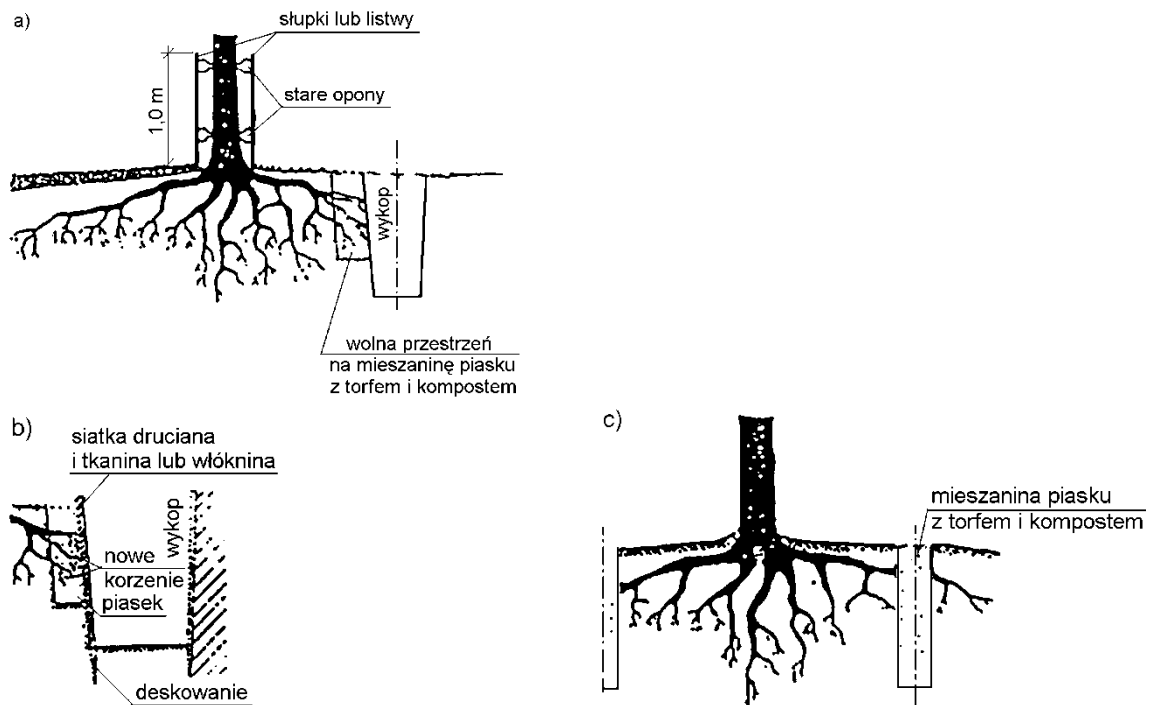 a)
słupki lub listwy
stare opony
1,0 m
wykop
wolna przestrzeń
na mieszaninę piasku
z torfem i kompostem
b)
siatka druciana
i tkanina lub włóknina
wykop
nowe
korzenie
piasek
deskowanie
c)
mieszanina piasku
z torfem i kompostem